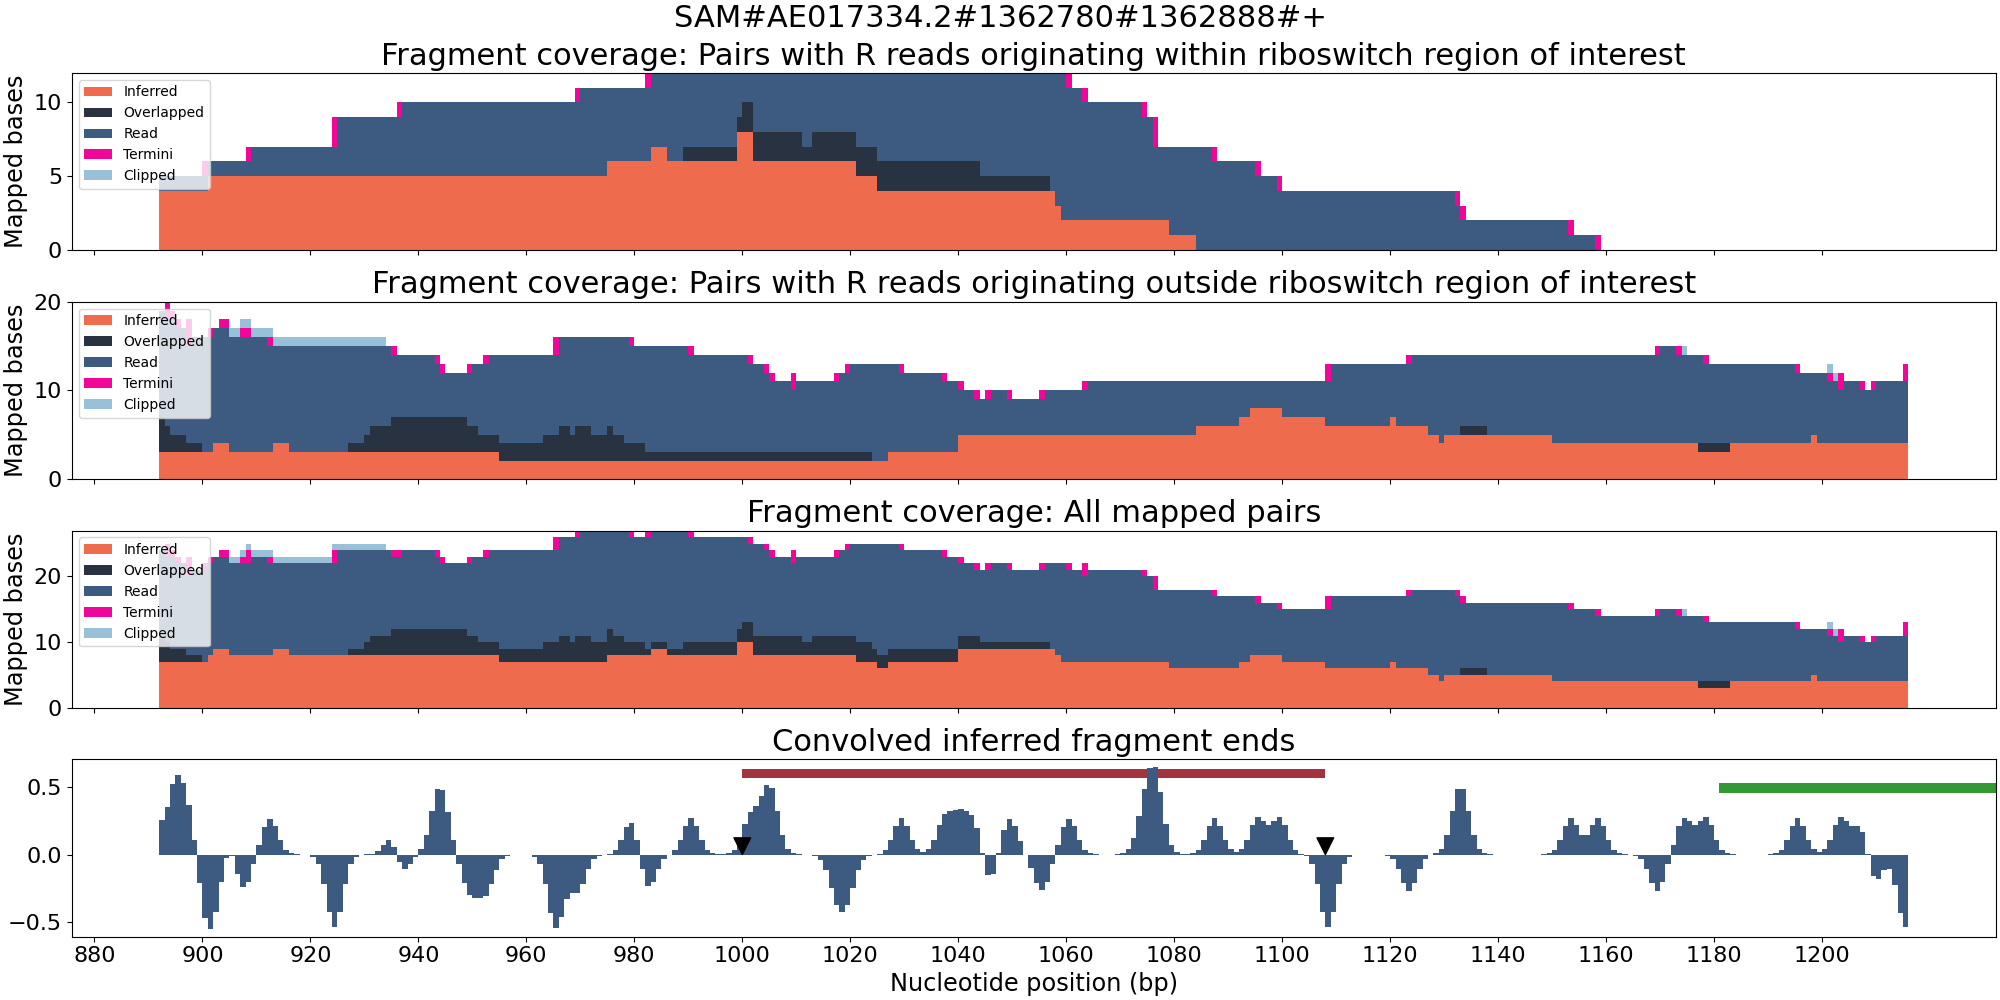 SAM#AE017334.2#1362780#1362888#+
Fragment coverage: Pairs with R reads originating within riboswitch region of interest
Mapped bases
10
5
0
Inferred
Overlapped
Read
Termini
Clipped
Fragment coverage: Pairs with R reads originating outside riboswitch region of interest
Mapped bases
20
10
0
Inferred
Overlapped
Read
Termini
Clipped
Fragment coverage: All mapped pairs
Mapped bases
20
10
0
Inferred
Overlapped
Read
Termini
Clipped
Convolved inferred fragment ends
0.5
0.0
−0.5
880 900 920 940 960 980 1000 1020 1040 1060 1080 1100 1120 1140 1160 1180 1200
Nucleotide position (bp)